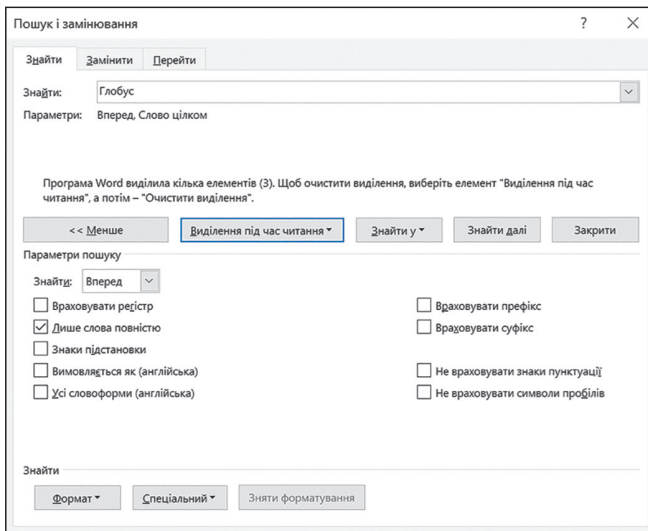 Пошук і замінювання
Знайти Замінити Перейти
Знайти: Глобус
Параметри: Вперед, Слово цілком
Програма Word виділила кілька елементів (3). Щоб очистити виділення, виберіть елемент "Виділення під час
читання", а потім – "Очистити виділення".
<< Менше Виділення під час читання Знайти у Знайти далі Закрити
Параметри пошуку
Знайти: Вперед
Враховувати регістр Враховувати префікс
Лише слова повністю Враховувати суфікс
Знаки підстановки
Вимовляється як (англійська) Не враховувати знаки пунктуації
Усі словоформи (англійська) Не враховувати символи пробілів
Знайти
Формат Спеціальний Зняти форматування